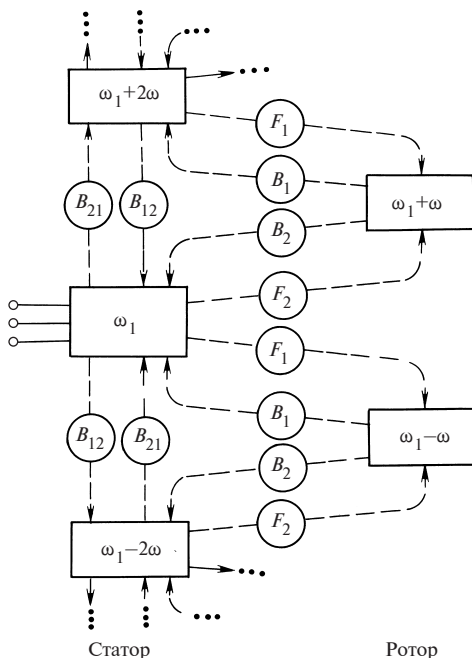 ω₁+2ω
F₁
B₁
ω₁+ω
B₂₁
B₁₂
B₂
F₂
ω₁
F₁
B₁
ω₁−ω
B₁₂
B₂₁
B₂
F₂
ω₁−2ω
Статор
Ротор